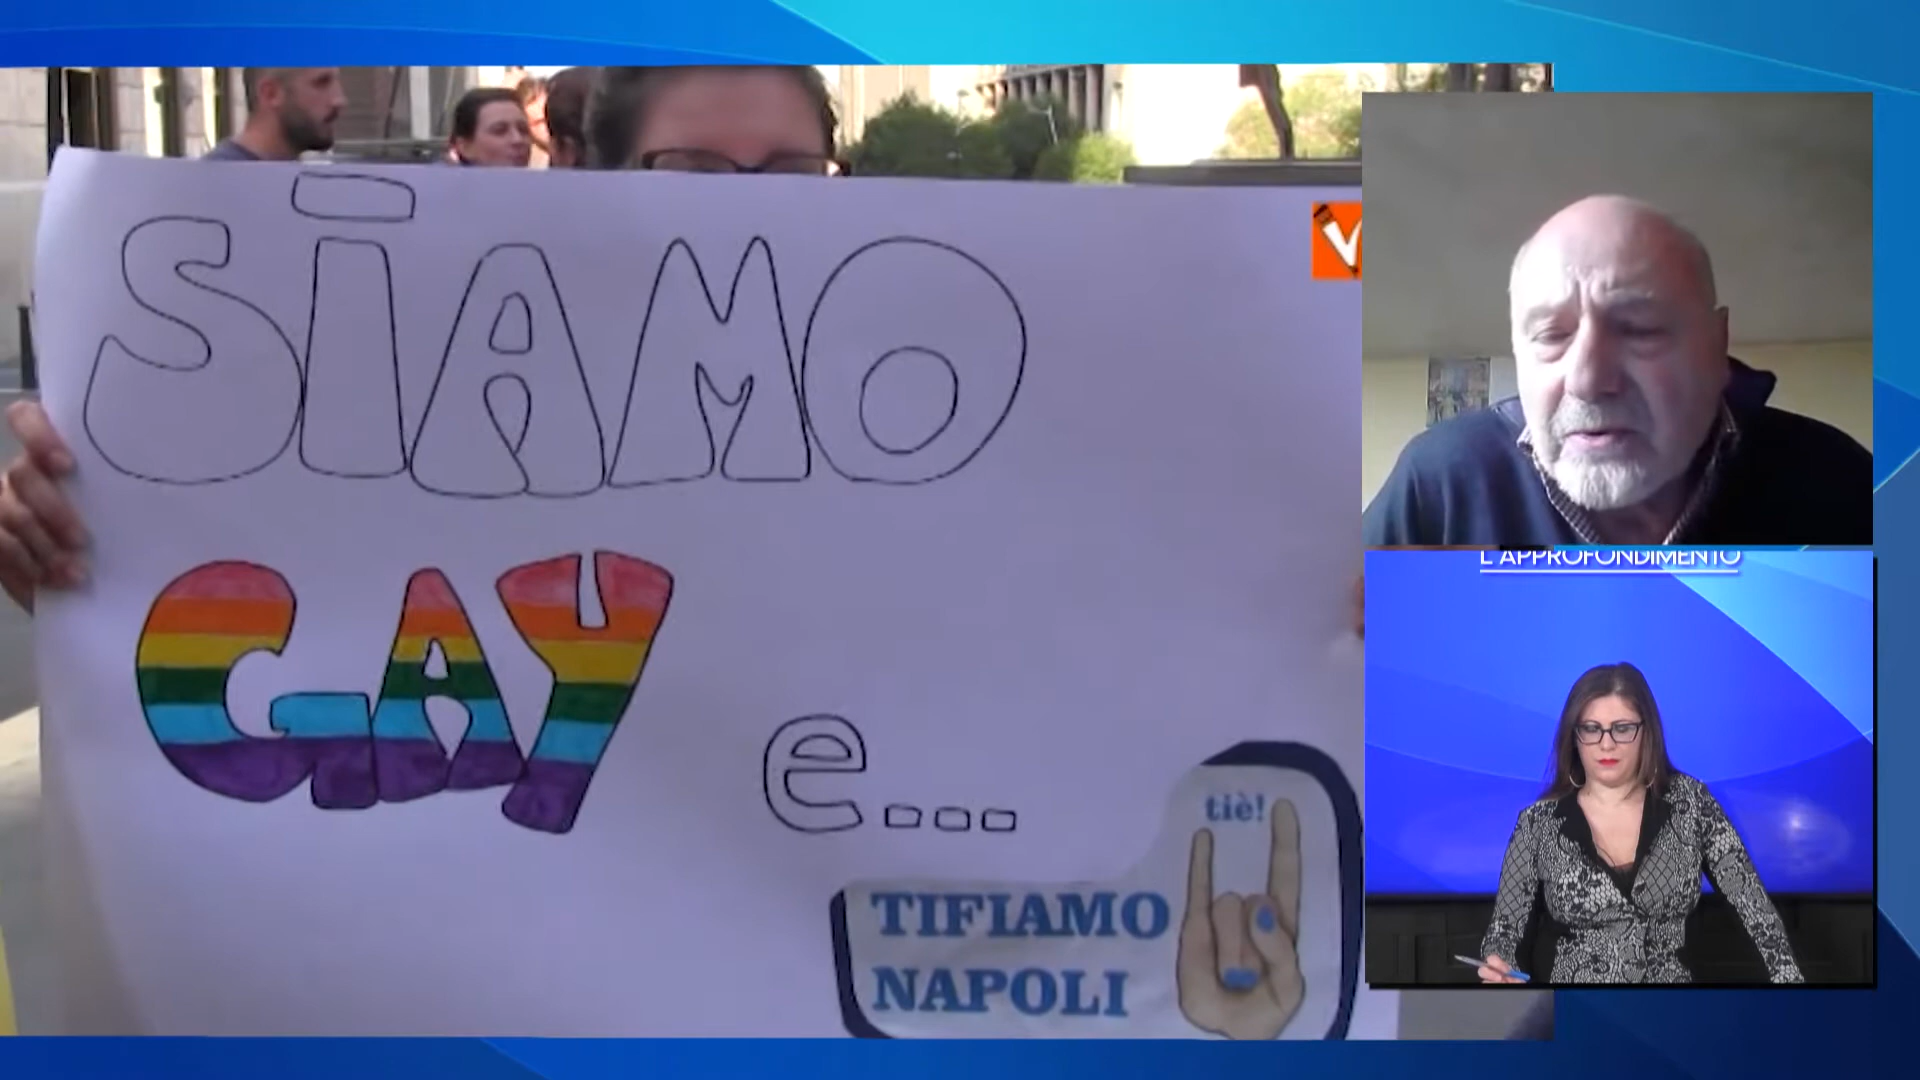 SIAMO
GAY
e...
tiè!
TIFIAMO
NAPOLI
L'APPROFONDIMENTO